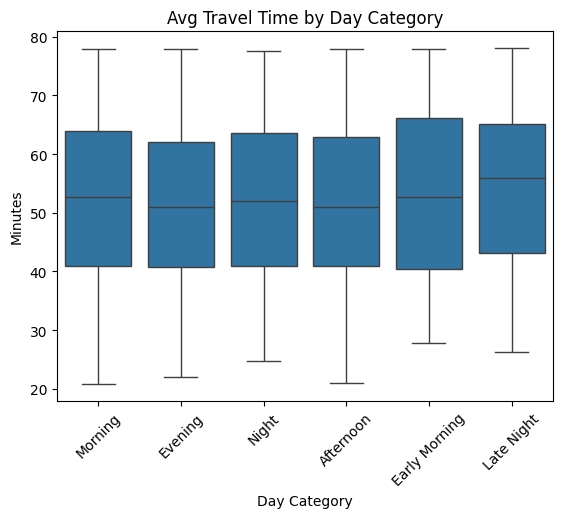 Avg Travel Time by Day Category
80
70
60
50
40
30
20
Minutes
Morning
Evening
Night
Afternoon
Early Morning
Late Night
Day Category